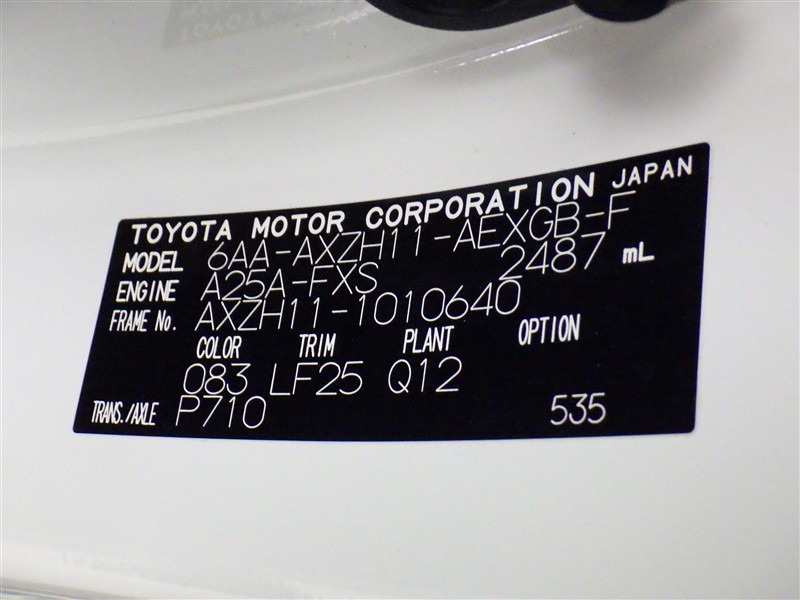 TOYOTA MOTOR CORPORATION JAPAN
MODEL 6AA-AXZH11-AEXGB-F
ENGINE A25A-FXS 2487 mL
FRAME No. AXZH11-1010640
COLOR TRIM PLANT OPTION
083 LF25 Q12
TRANS./AXLE P710 535